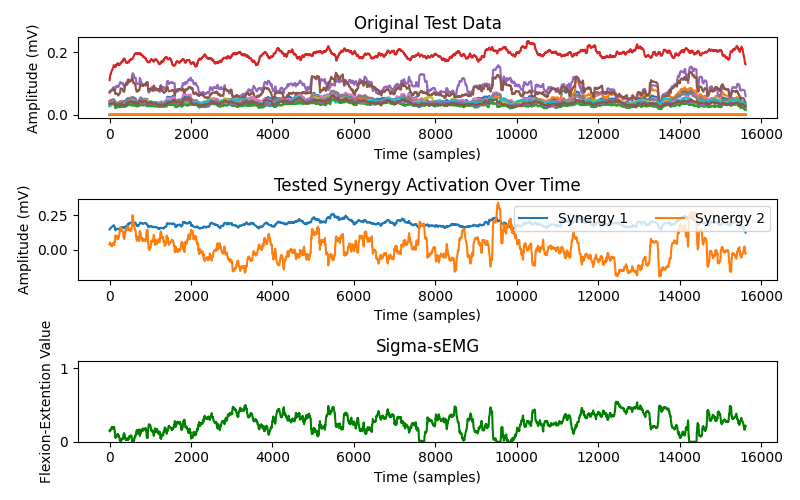 Original Test Data
Amplitude (mV)
0.2
0.0
0 2000 4000 6000 8000 10000 12000 14000 16000
Time (samples)
Tested Synergy Activation Over Time
Amplitude (mV)
0.25
0.00
Synergy 1 Synergy 2
0 2000 4000 6000 8000 10000 12000 14000 16000
Time (samples)
Sigma-sEMG
Flexion-Extention Value
1
0
0 2000 4000 6000 8000 10000 12000 14000 16000
Time (samples)